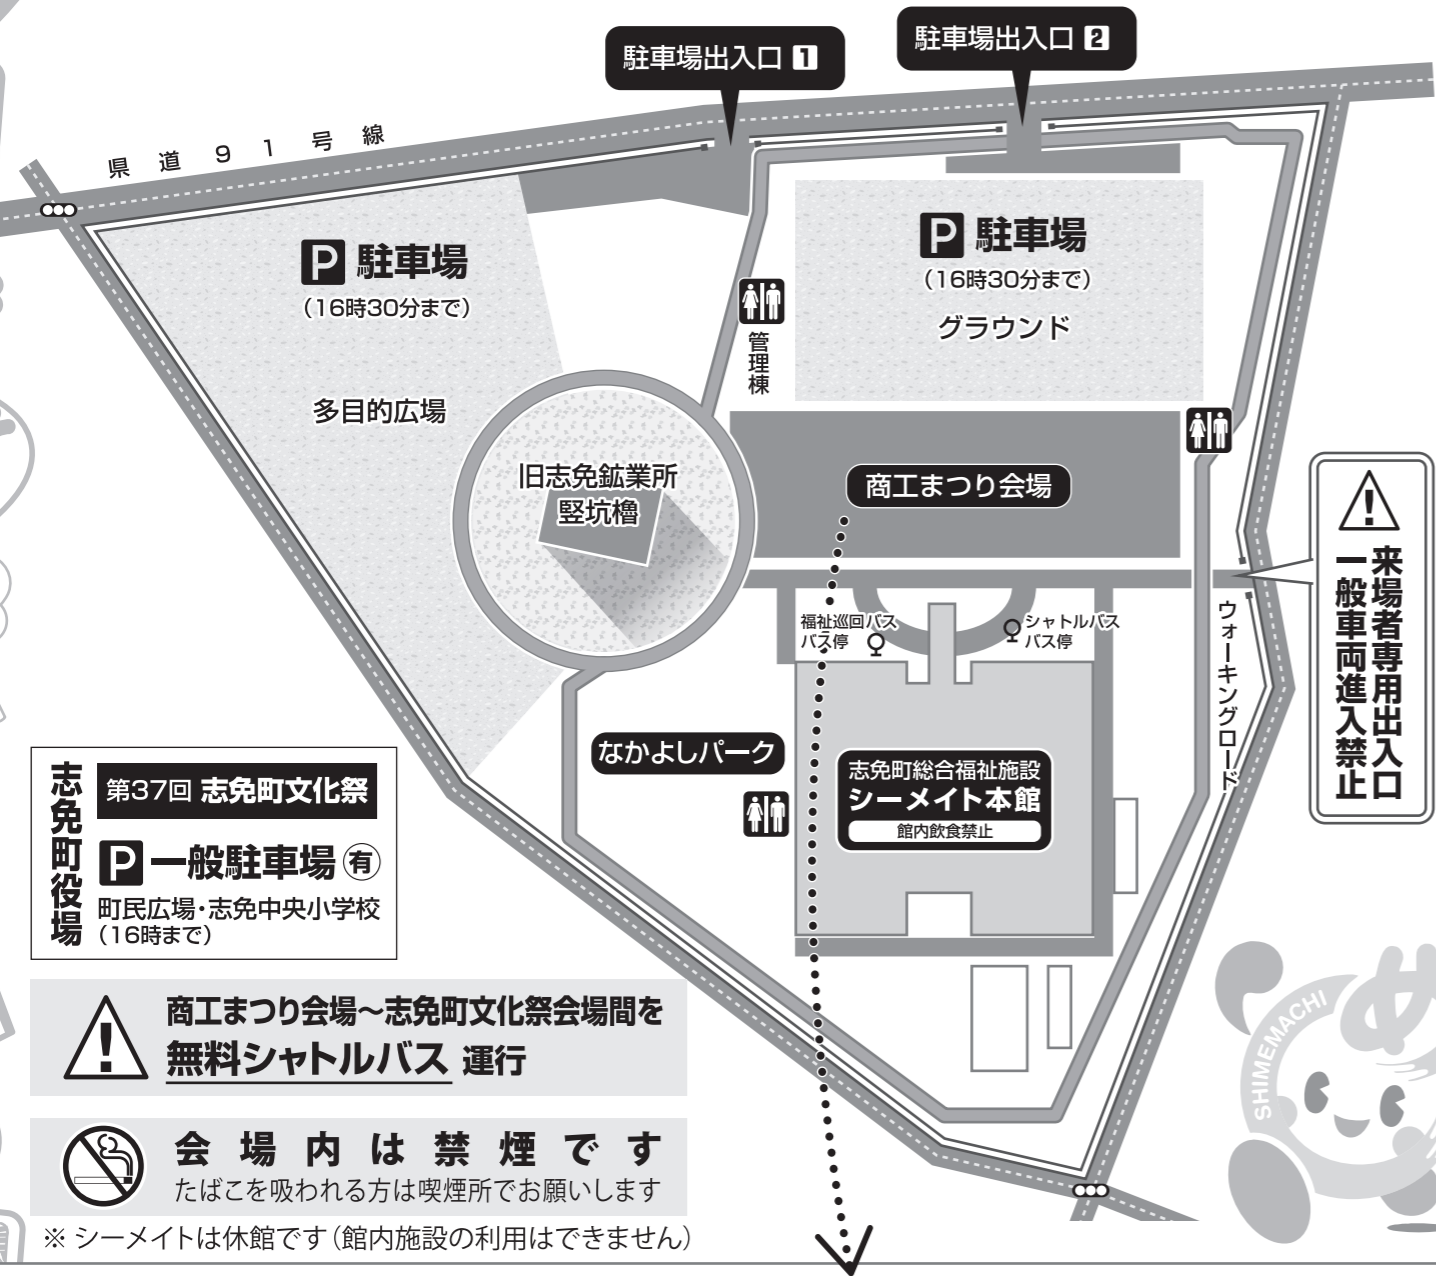 駐車場出入口 1
駐車場出入口 2
県道91号線
P 駐車場
(16時30分まで)
多目的広場
P 駐車場
(16時30分まで)
グラウンド
管理棟
旧志免鉱業所
竪坑櫓
商工まつり会場
来場者専用出入口
一般車両進入禁止
福祉巡回バス
バス停
シャトルバス
バス停
ウォーキングロード
なかよしパーク
志免町総合福祉施設
シーメイト本館
館内飲食禁止
志免町役場
第37回 志免町文化祭
P 一般駐車場 有
町民広場・志免中央小学校
(16時まで)
商工まつり会場〜志免町文化祭会場間を
無料シャトルバス 運行
会場内は禁煙です
たばこを吸われる方は喫煙所でお願いします
※ シーメイトは休館です(館内施設の利用はできません)
SHIMEMACHI